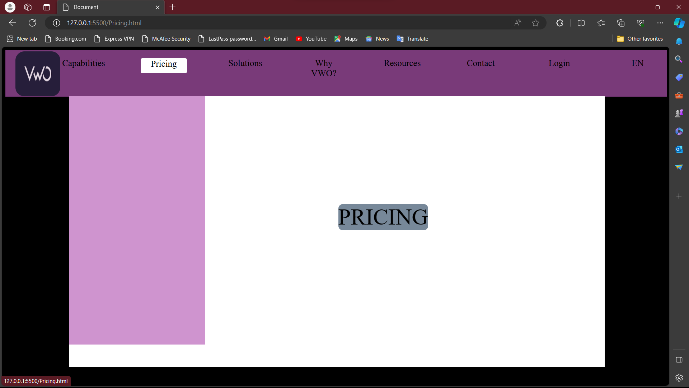 Document
127.0.0.1:5500/Pricing.html
New tab
Booking.com
Express VPN
McAfee Security
LastPass password...
Gmail
YouTube
Maps
News
Translate
Other favorites
VWO
Capabilities
Pricing
Solutions
Why
VWO?
Resources
Contact
Login
EN
PRICING
127.0.0.1:5500/Pricing.html